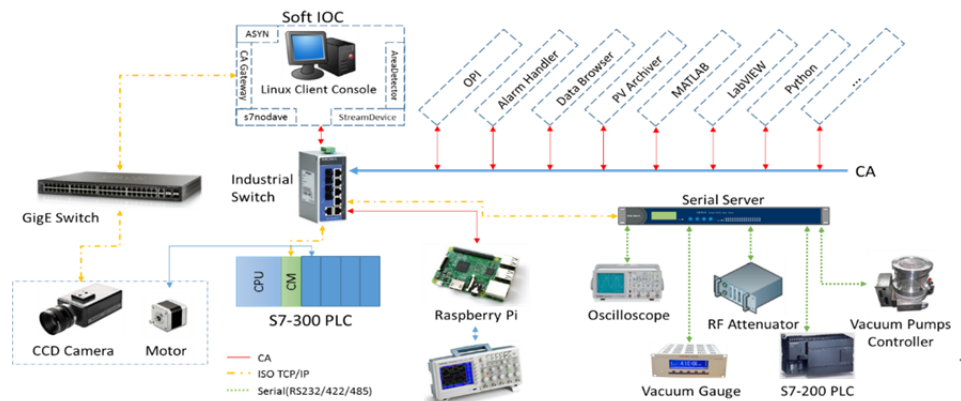 Soft IOC
ASYN
CA Gateway
AreaDetector
Linux Client Console
s7nodave
StreamDevice
OPI
Alarm Handler
Data Browser
PV Archiver
MATLAB
LabVIEW
Python
...
CA
Industrial
Switch
GigE Switch
Serial Server
CPU
CM
S7-300 PLC
Raspberry Pi
Oscilloscope
RF Attenuator
Vacuum Pumps
Controller
CCD Camera
Motor
CA
ISO TCP/IP
Serial(RS232/422/485)
Vacuum Gauge
S7-200 PLC